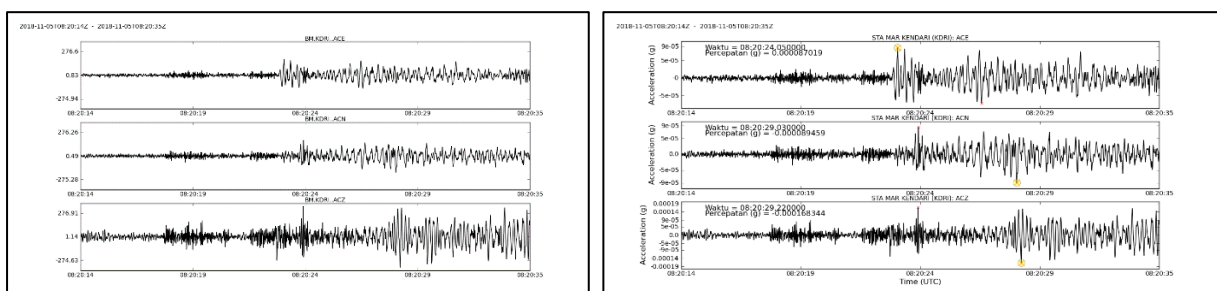 2018-11-05T08:20:14Z - 2018-11-05T08:20:35Z
BM.KDRI..ACE
276.6
0.83
-274.94
08:20:14 08:20:19 08:20:24 08:20:29 08:20:35
BM.KDRI..ACN
276.26
0.49
-275.28
08:20:14 08:20:19 08:20:24 08:20:29 08:20:35
BM.KDRI..ACZ
276.91
1.14
-274.63
08:20:14 08:20:19 08:20:24 08:20:29 08:20:35
2018-11-05T08:20:14Z - 2018-11-05T08:20:35Z
STA MAR KENDARI (KDRI): ACE
Waktu = 08:20:24.050000
Percepatan (g) = 0.000087019
Acceleration (g)
9e-05
5e-05
0
-5e-05
08:20:14 08:20:24 08:20:29 08:20:35
STA MAR KENDARI (KDRI): ACN
Waktu = 08:20:29.030000
Percepatan (g) = -0.000089459
Acceleration (g)
9e-05
5e-05
0.0
-5e-05
-9e-05
08:20:14 08:20:24 08:20:29 08:20:35
STA MAR KENDARI (KDRI): ACZ
Waktu = 08:20:29.220000
Percepatan (g) = -0.000168344
Acceleration (g)
0.00019
0.00014
9e-05
5e-05
0.0
-5e-05
-9e-05
-0.00014
-0.00019
08:20:14 08:20:19 08:20:24 08:20:29 08:20:35
Time (UTC)